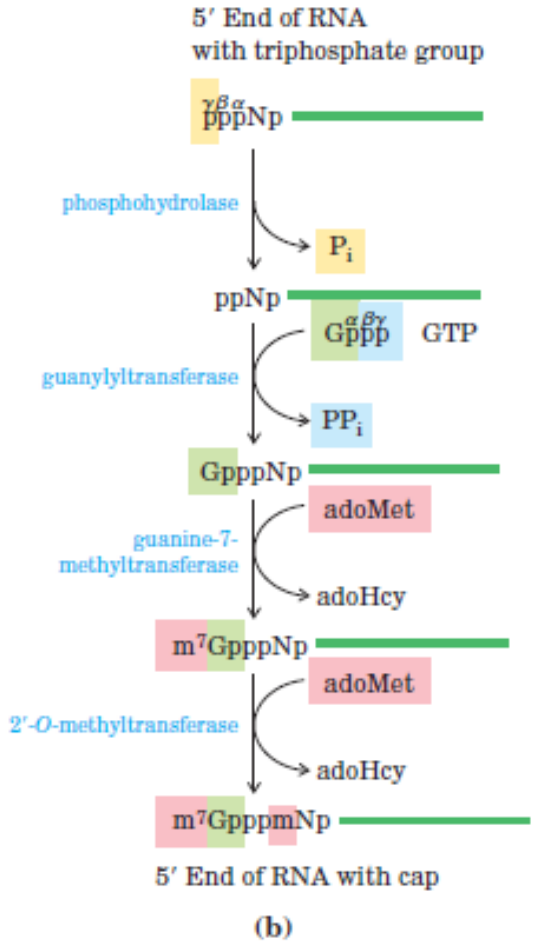 5′ End of RNA
with triphosphate group
γβα
pppNp
phosphohydrolase
Pi
ppNp
αβγ
Gppp GTP
guanylyltransferase
PPi
GpppNp
adoMet
guanine-7-
methyltransferase
adoHcy
m⁷GpppNp
adoMet
2′-O-methyltransferase
adoHcy
m⁷GpppmNp
5′ End of RNA with cap
(b)